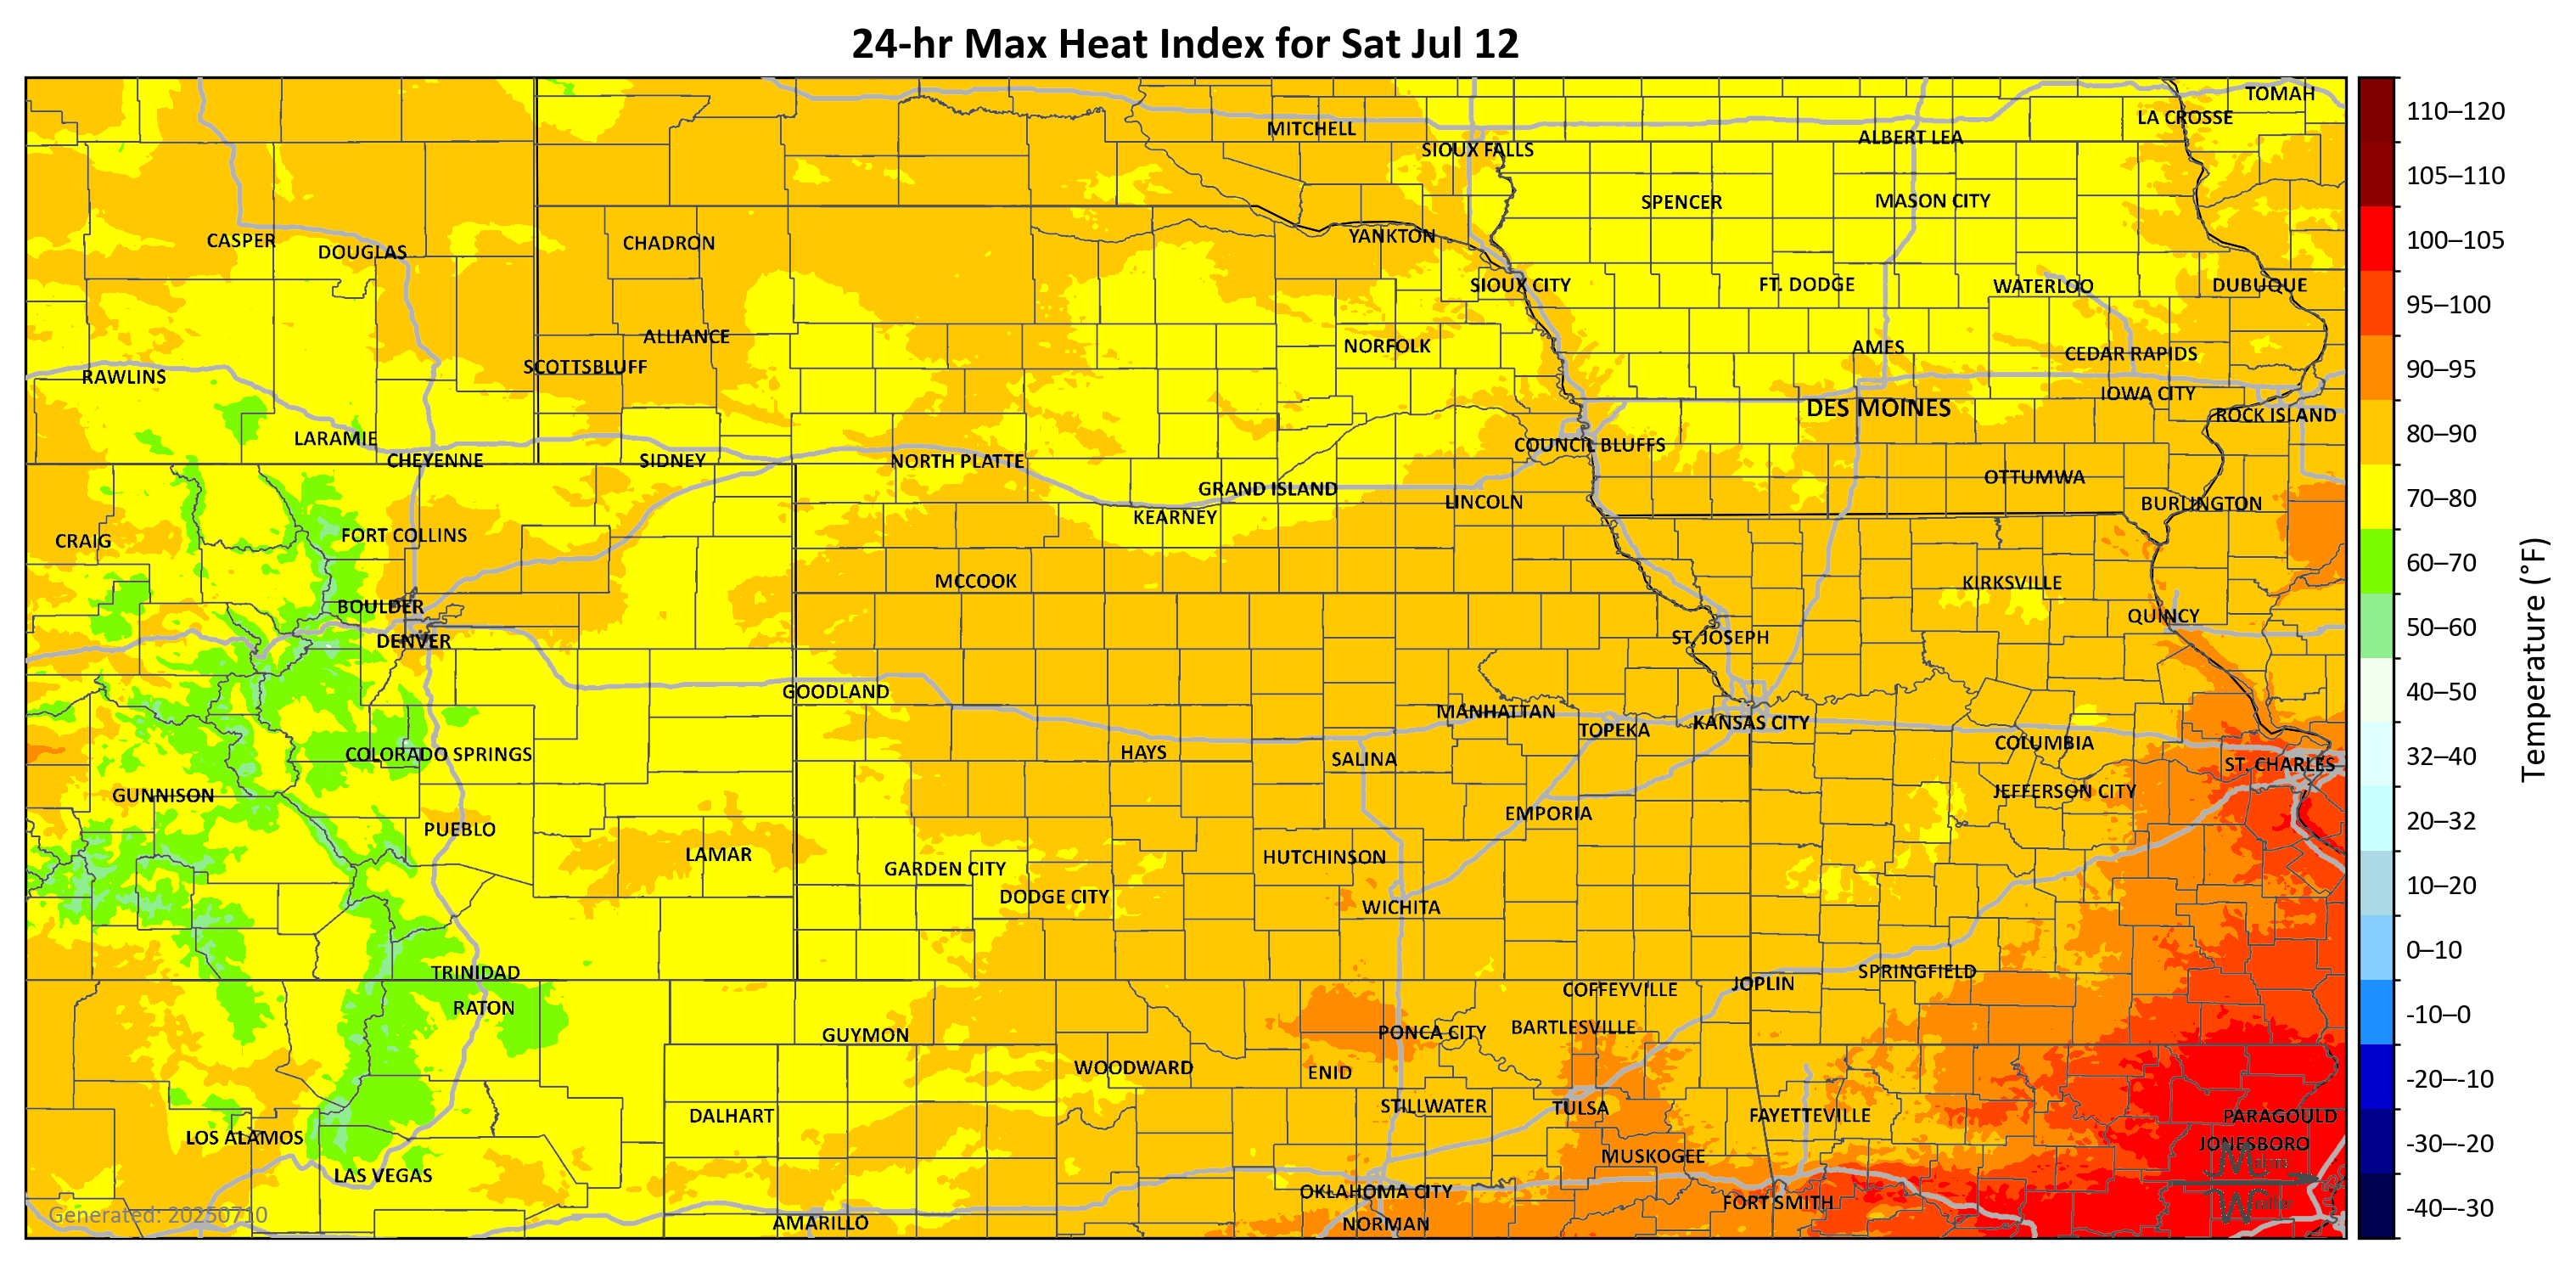 24-hr Max Heat Index for Sat Jul 12
TOMAH
LA CROSSE
MITCHELL
ALBERT LEA
SIOUX FALLS
SPENCER
MASON CITY
YANKTON
CASPER
CHADRON
DOUGLAS
SIOUX CITY
FT. DODGE
WATERLOO
DUBUQUE
ALLIANCE
NORFOLK
AMES
CEDAR RAPIDS
SCOTTSBLUFF
RAWLINS
IOWA CITY
DES MOINES
ROCK ISLAND
LARAMIE
COUNCIL BLUFFS
CHEYENNE
SIDNEY
NORTH PLATTE
OTTUMWA
GRAND ISLAND
LINCOLN
BURLINGTON
KEARNEY
FORT COLLINS
CRAIG
MCCOOK
KIRKSVILLE
BOULDER
QUINCY
DENVER
ST. JOSEPH
GOODLAND
MANHATTAN
KANSAS CITY
TOPEKA
COLUMBIA
HAYS
COLORADO SPRINGS
SALINA
ST. CHARLES
JEFFERSON CITY
GUNNISON
EMPORIA
PUEBLO
LAMAR
HUTCHINSON
GARDEN CITY
DODGE CITY
WICHITA
TRINIDAD
SPRINGFIELD
JOPLIN
COFFEYVILLE
RATON
BARTLESVILLE
PONCA CITY
GUYMON
WOODWARD
ENID
STILLWATER
TULSA
DALHART
FAYETTEVILLE
PARAGOULD
LOS ALAMOS
JONESBORO
MUSKOGEE
LAS VEGAS
OKLAHOMA CITY
FORT SMITH
AMARILLO
NORMAN
Generated: 20250710
110–120
105–110
100–105
95–100
90–95
80–90
70–80
60–70
50–60
40–50
32–40
20–32
10–20
0–10
-10–0
-20–-10
-30–-20
-40–-30
Temperature (°F)